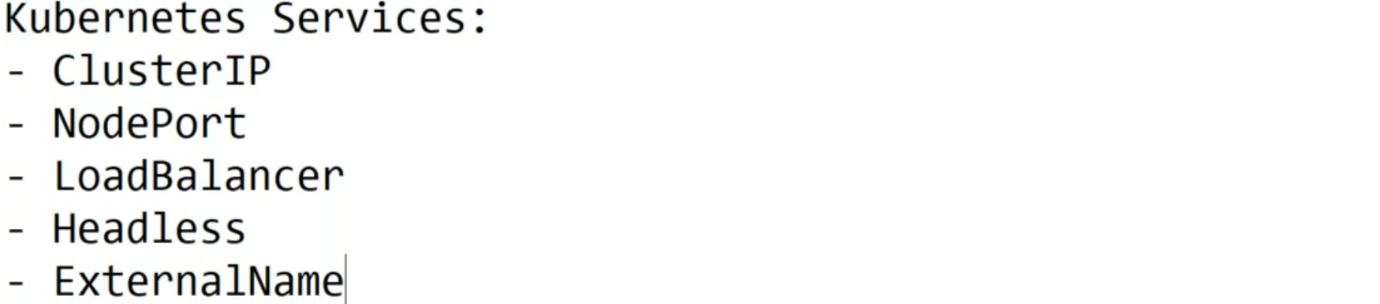 Kubernetes Services:
- ClusterIP
- NodePort
- LoadBalancer
- Headless
- ExternalName